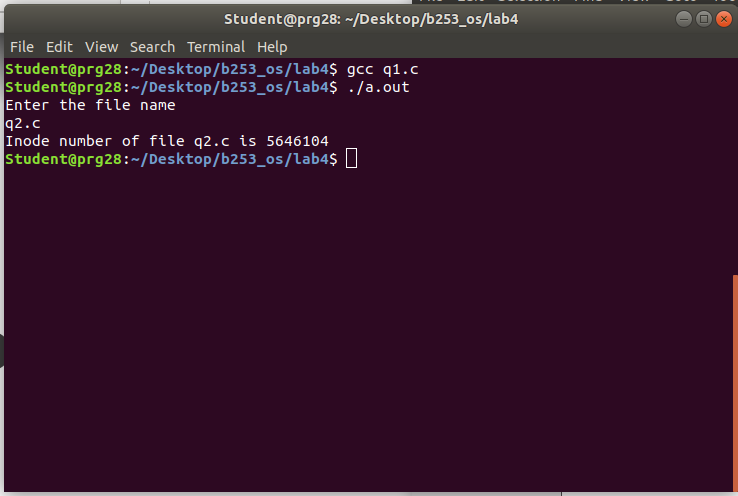 Student@prg28: ~/Desktop/b253_os/lab4
File Edit View Search Terminal Help
Student@prg28:~/Desktop/b253_os/lab4$ gcc q1.c
Student@prg28:~/Desktop/b253_os/lab4$ ./a.out
Enter the file name
q2.c
Inode number of file q2.c is 5646104
Student@prg28:~/Desktop/b253_os/lab4$